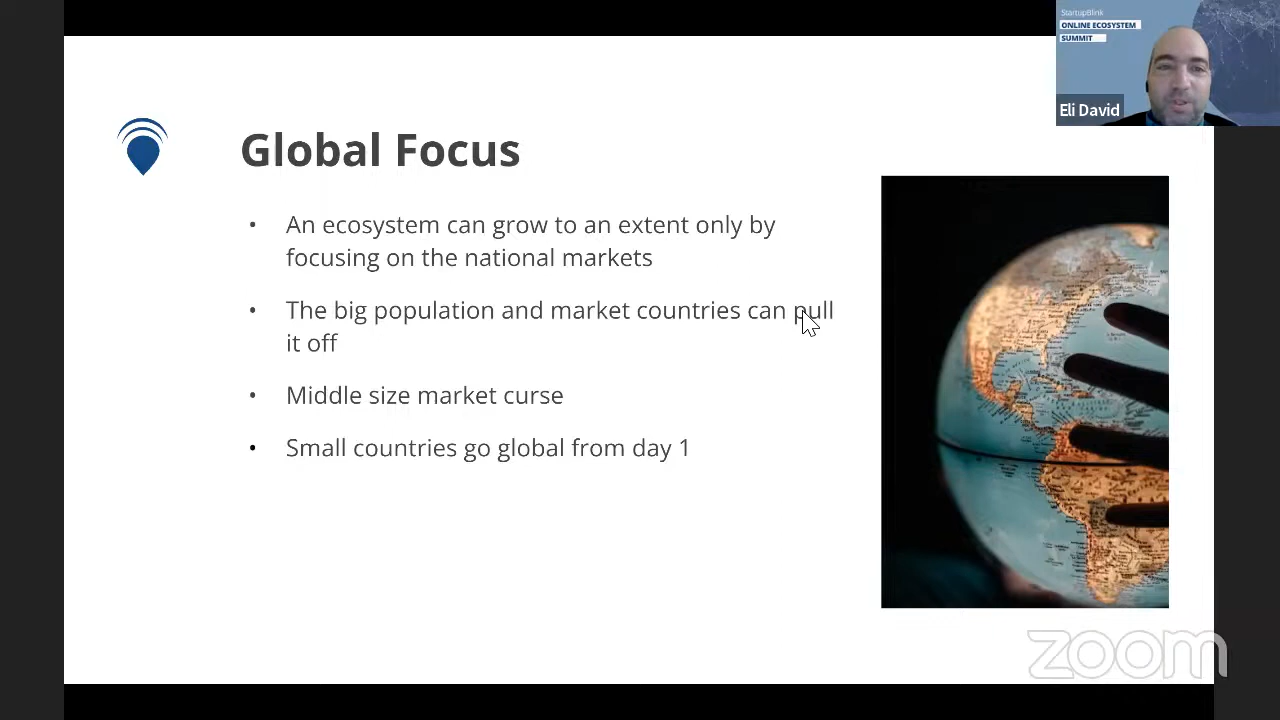 StartupBlink
ONLINE ECOSYSTEM
SUMMIT
Eli David
Global Focus
• An ecosystem can grow to an extent only by
focusing on the national markets
• The big population and market countries can pull
it off
• Middle size market curse
• Small countries go global from day 1
zoom